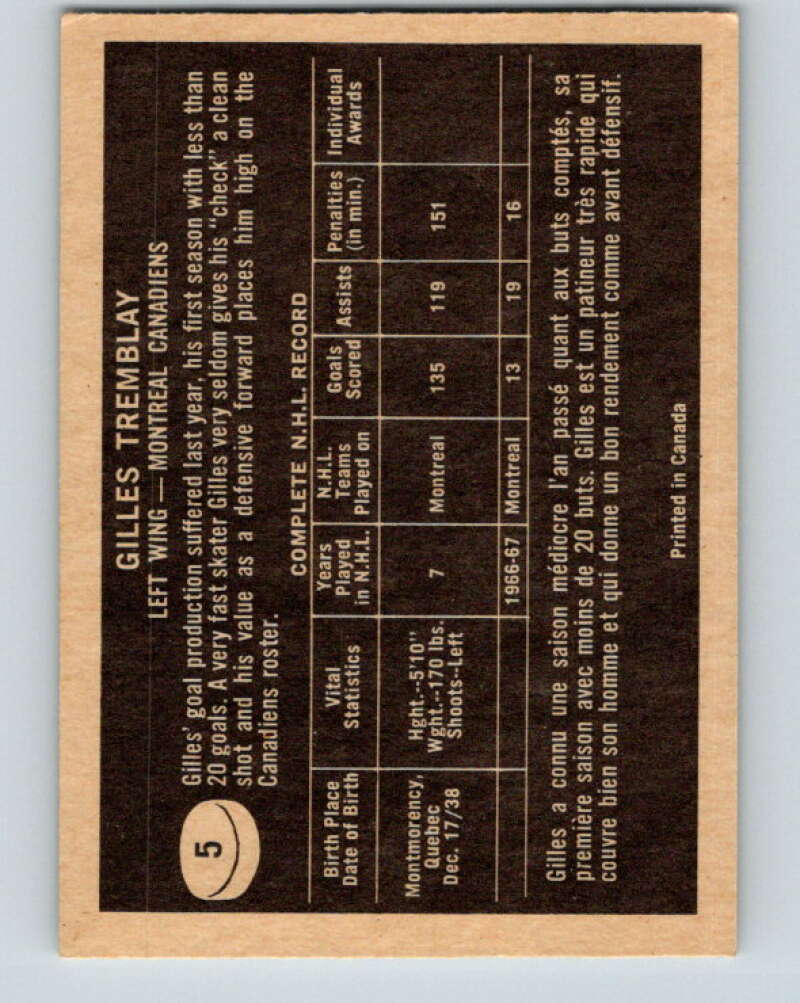 GILLES TREMBLAY
LEFT WING — MONTREAL CANADIENS
5
Gilles' goal production suffered last year, his first season with less than
20 goals. A very fast skater Gilles very seldom gives his "check" a clean
shot and his value as a defensive forward places him high on the
Canadiens roster.
COMPLETE N.H.L. RECORD
Birth Place Date of Birth | Vital Statistics | Years Played in N.H.L. | N.H.L. Teams Played on | Goals Scored | Assists | Penalties (in min.) | Individual Awards
Montmorency, Quebec Dec. 17/38 | Hght.--5'10" Wght.--170 lbs. Shoots--Left | 7 | Montreal | 135 | 119 | 151
1966-67 | Montreal | 13 | 19 | 16
Gilles a connu une saison médiocre l'an passé quant aux buts comptés, sa
première saison avec moins de 20 buts. Gilles est un patineur très rapide qui
couvre bien son homme et qui donne un bon rendement comme avant défensif.
Printed in Canada